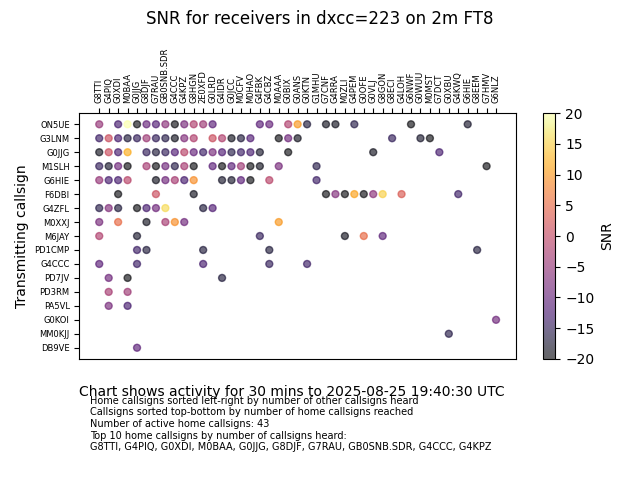 SNR for receivers in dxcc=223 on 2m FT8
G8TTI
G4PIQ
G0XDI
M0BAA
G0JJG
G8DJF
G7RAU
GB0SNB.SDR
G4CCC
G4KPZ
G8HGN
2E0XFD
G0LRD
G4IDR
G0JCC
M0CFV
M0HAO
G4FBK
G4CBZ
M0AAA
G0BIX
G0ANS
G0KTN
G1MHU
G7CNF
G4RRA
M0ZLI
G4PEM
G0OFE
G0VLJ
G8GON
G8ECI
G4LOH
G6NWF
G0WUU
M0MST
G7DCT
G0XBU
G4KWQ
G6HIE
G8EEM
G7HMV
G6NLZ
Transmitting callsign
ON5UE
G3LNM
G0JJG
M1SLH
G6HIE
F6DBI
G4ZFL
M0XXJ
M6JAY
PD1CMP
G4CCC
PD7JV
PD3RM
PA5VL
G0KOI
MM0KJJ
DB9VE
20
15
10
5
0
−5
−10
−15
−20
SNR
Chart shows activity for 30 mins to 2025-08-25 19:40:30 UTC
Home callsigns sorted left-right by number of other callsigns heard
Callsigns sorted top-bottom by number of home callsigns reached
Number of active home callsigns: 43
Top 10 home callsigns by number of callsigns heard:
G8TTI, G4PIQ, G0XDI, M0BAA, G0JJG, G8DJF, G7RAU, GB0SNB.SDR, G4CCC, G4KPZ